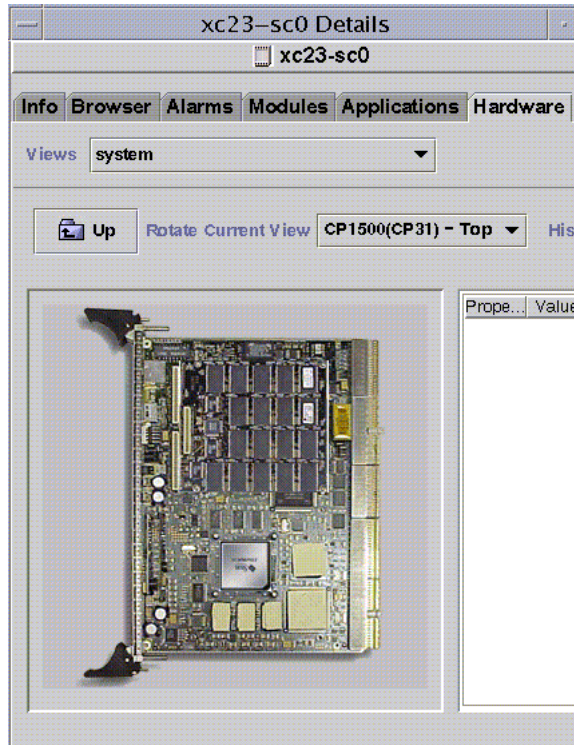 xc23-sc0 Details
xc23-sc0
Info Browser Alarms Modules Applications Hardware
Views system
Up Rotate Current View CP1500(CP31) - Top His
Prope... Value